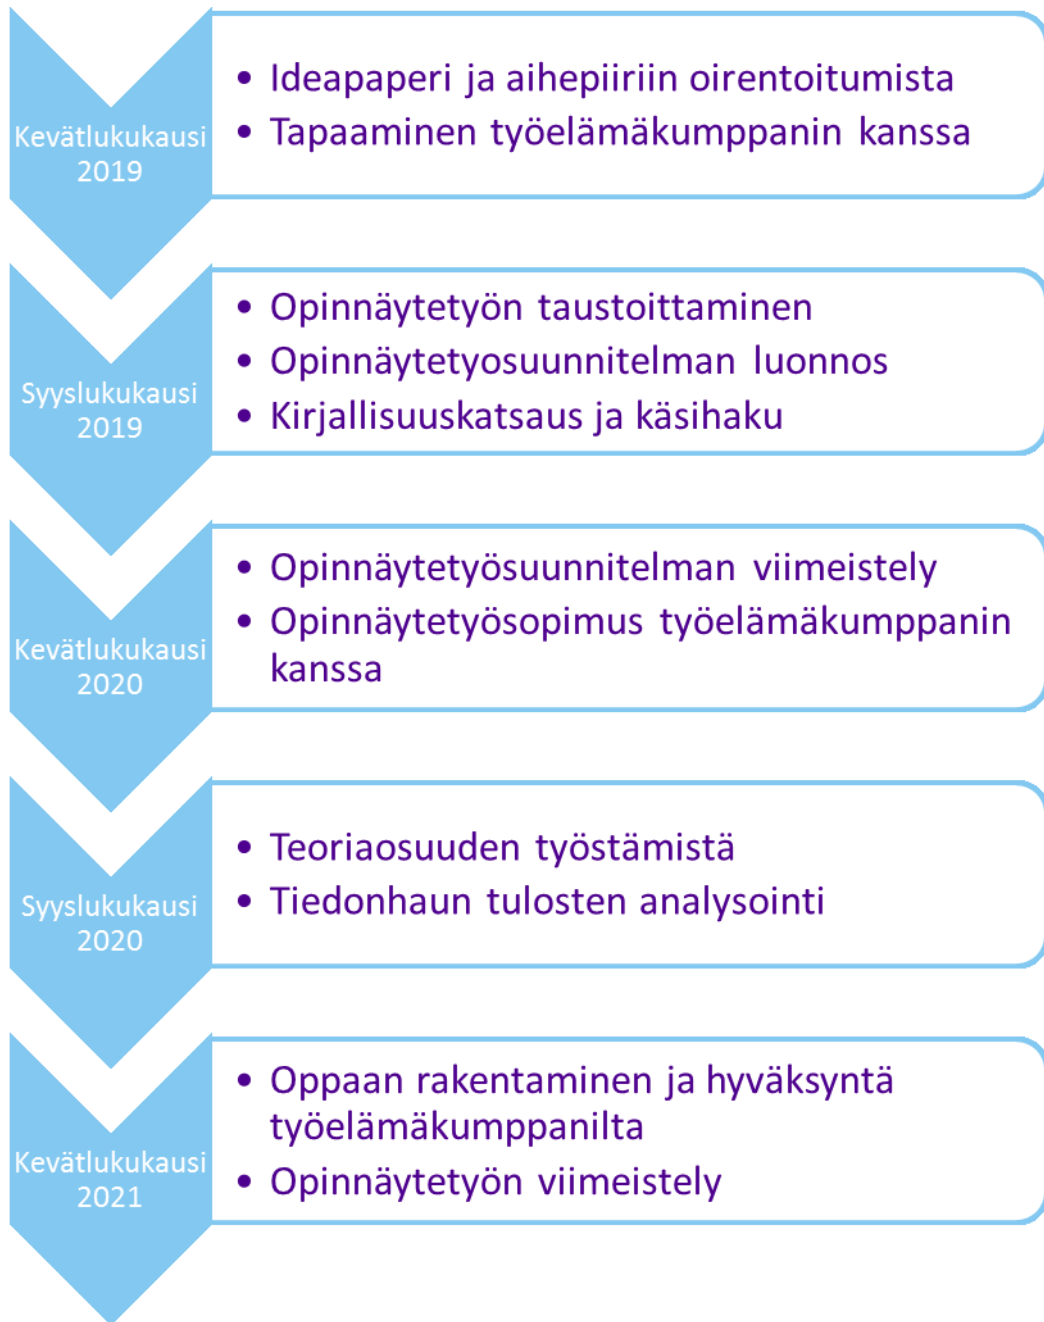 Kevätlukukausi
2019
• Ideapaperi ja aihepiiriin oirentoitumista
• Tapaaminen työelämäkumppanin kanssa
Syyslukukausi
2019
• Opinnäytetyön taustoittaminen
• Opinnäytetyosuunnitelman luonnos
• Kirjallisuuskatsaus ja käsihaku
Kevätlukukausi
2020
• Opinnäytetyösuunnitelman viimeistely
• Opinnäytetyösopimus työelämäkumppanin
kanssa
Syyslukukausi
2020
• Teoriaosuuden työstämistä
• Tiedonhaun tulosten analysointi
Kevätlukukausi
2021
• Oppaan rakentaminen ja hyväksyntä
työelämäkumppanilta
• Opinnäytetyön viimeistely